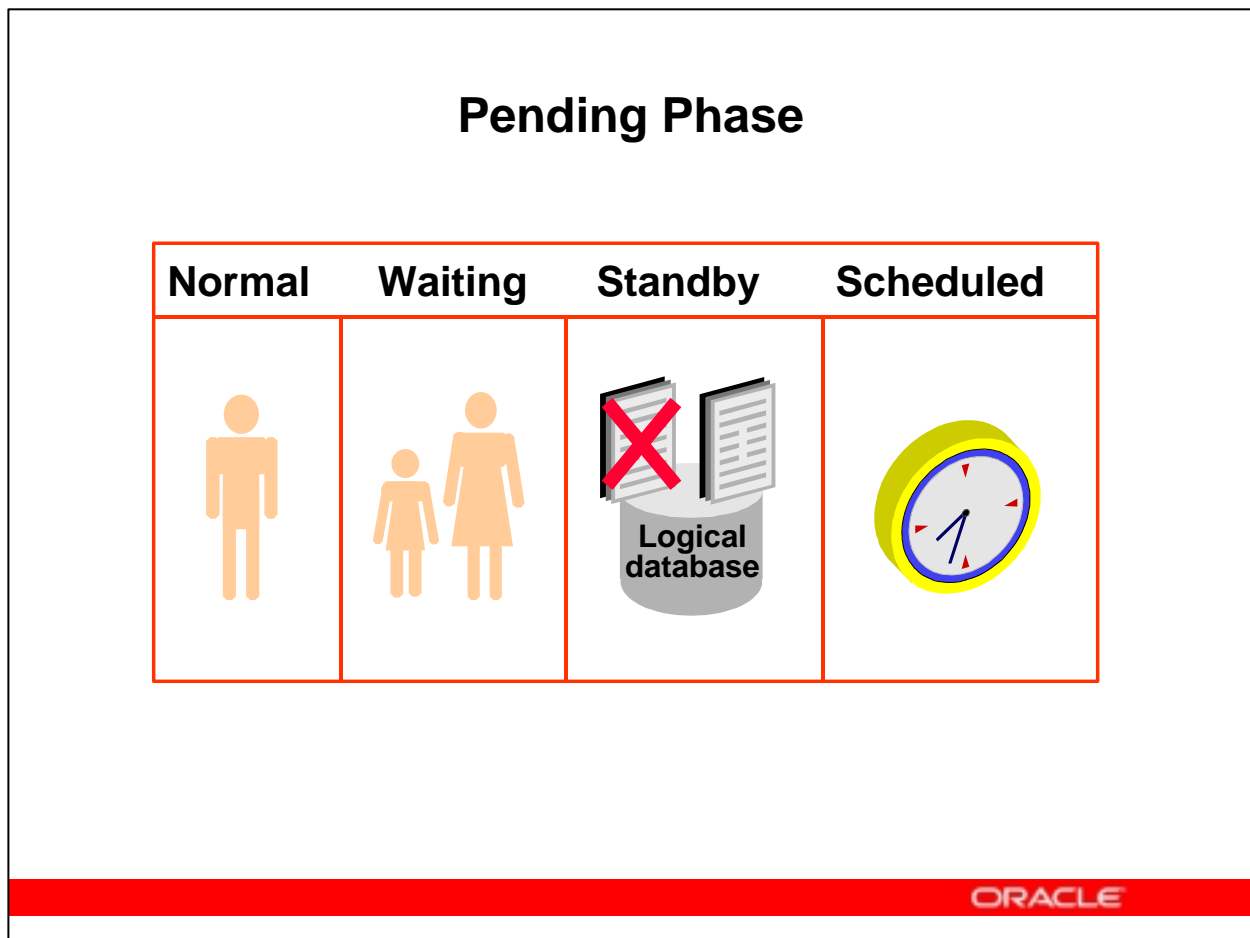 Pending Phase
Normal Waiting Standby Scheduled
Logical
database
ORACLE